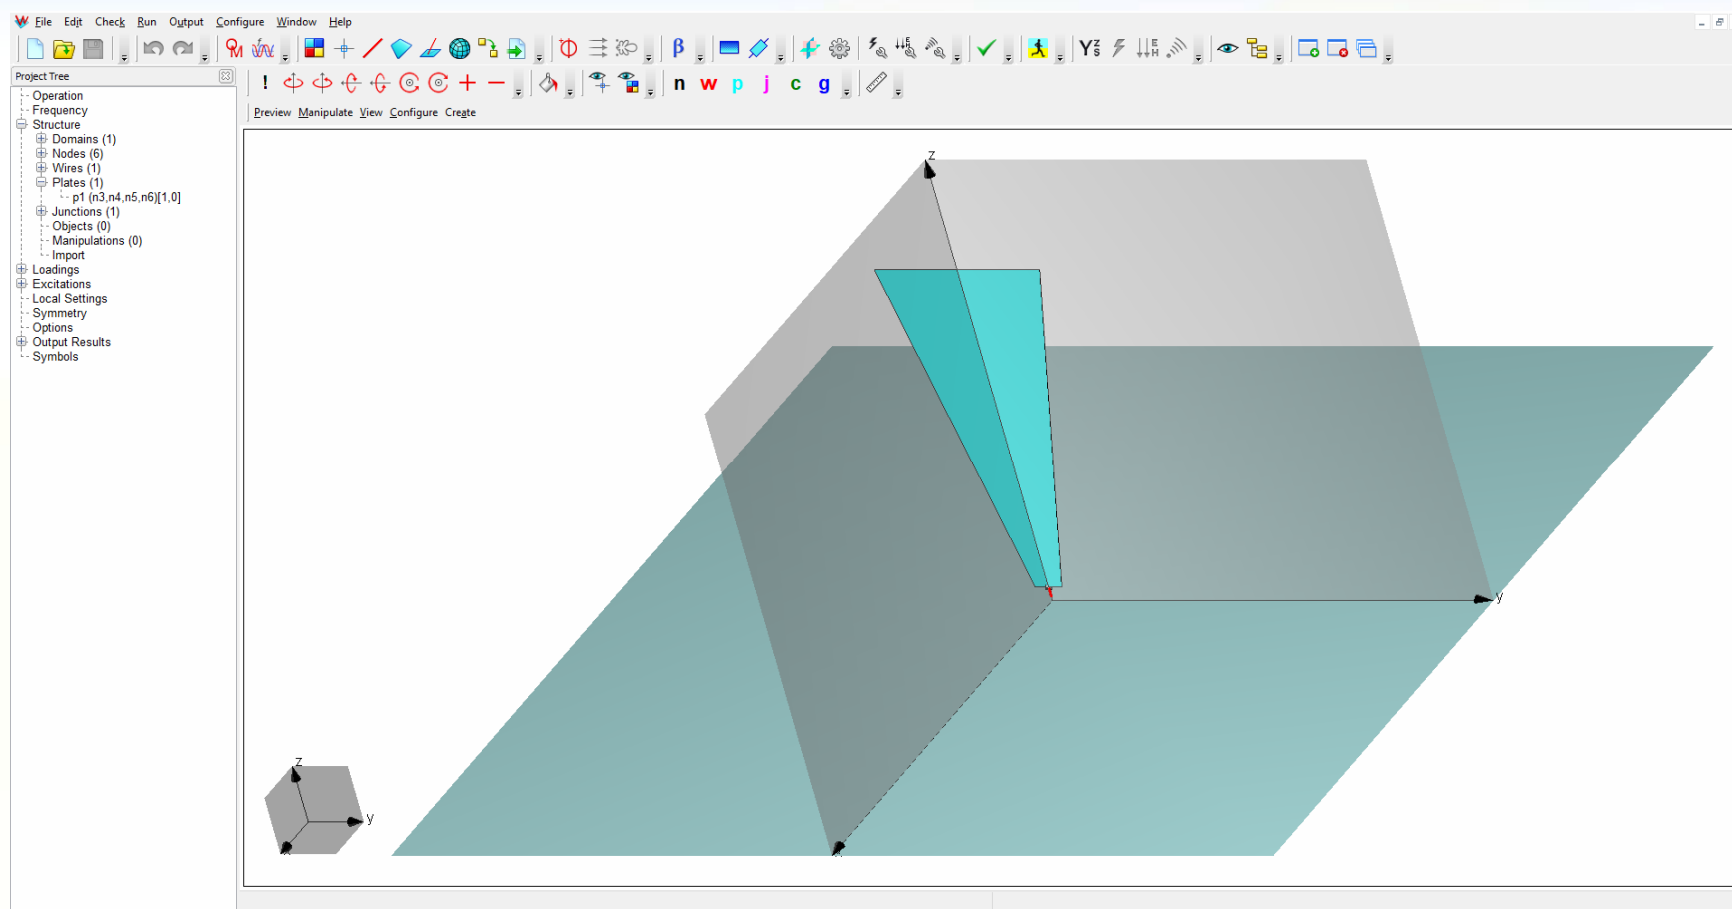 File Edit Check Run Output Configure Window Help
β Y Z S E H
Project Tree
! n w p j c g
Preview Manipulate View Configure Create
Operation
Frequency
Structure
Domains (1)
Nodes (6)
Wires (1)
Plates (1)
p1 (n3,n4,n5,n6)[1,0]
Junctions (1)
Objects (0)
Manipulations (0)
Import
Loadings
Excitations
Local Settings
Symmetry
Options
Output Results
Symbols
z
y
z
y